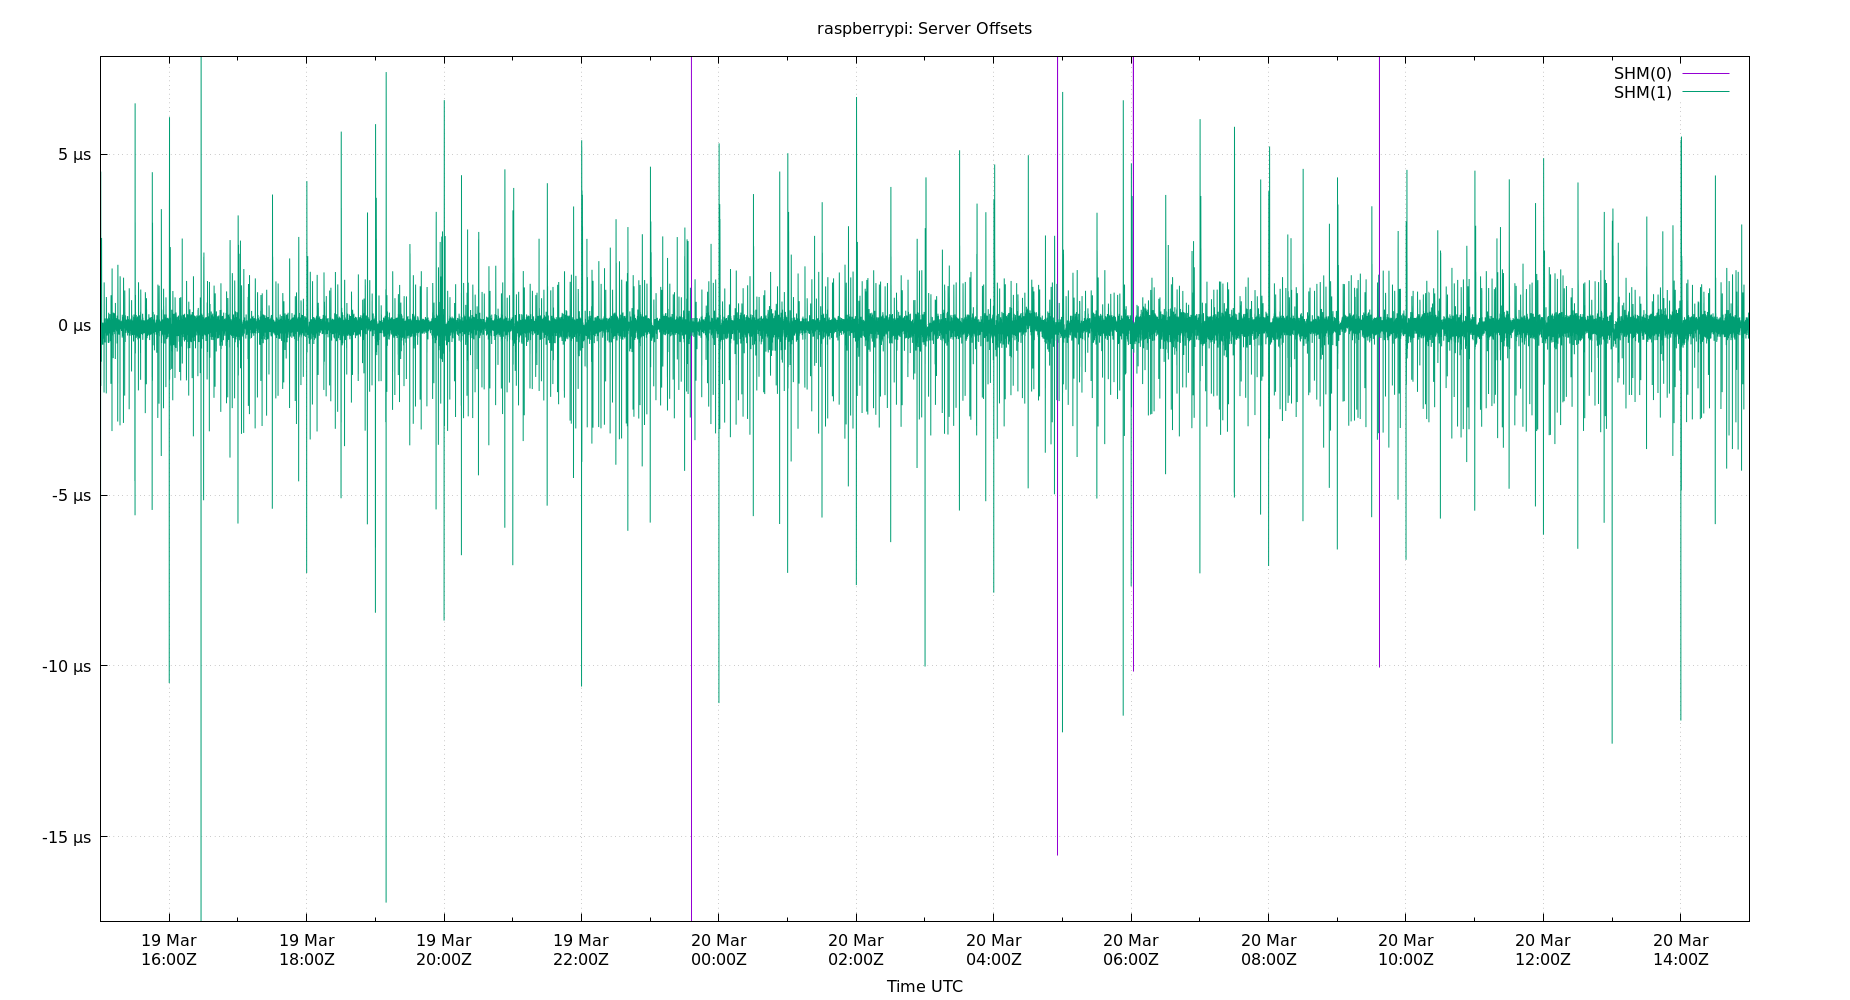 raspberrypi: Server Offsets
SHM(0)
SHM(1)
5 µs
0 µs
-5 µs
-10 µs
-15 µs
19 Mar 19 Mar 19 Mar 19 Mar 20 Mar 20 Mar 20 Mar 20 Mar 20 Mar 20 Mar 20 Mar 20 Mar
16:00Z 18:00Z 20:00Z 22:00Z 00:00Z 02:00Z 04:00Z 06:00Z 08:00Z 10:00Z 12:00Z 14:00Z
Time UTC